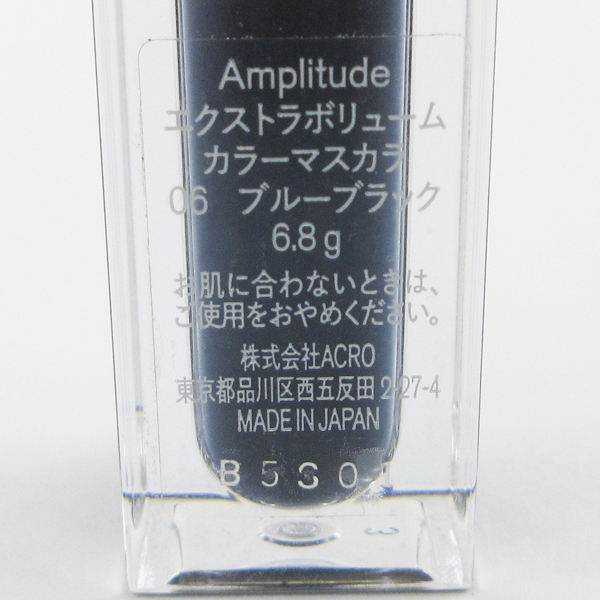 Amplitude
エクストラボリューム
カラーマスカラ
06 ブルーブラック
6.8g
お肌に合わないときは、
ご使用をおやめください。
株式会社ACRO
東京都品川区西五反田2-27-4
MADE IN JAPAN
3